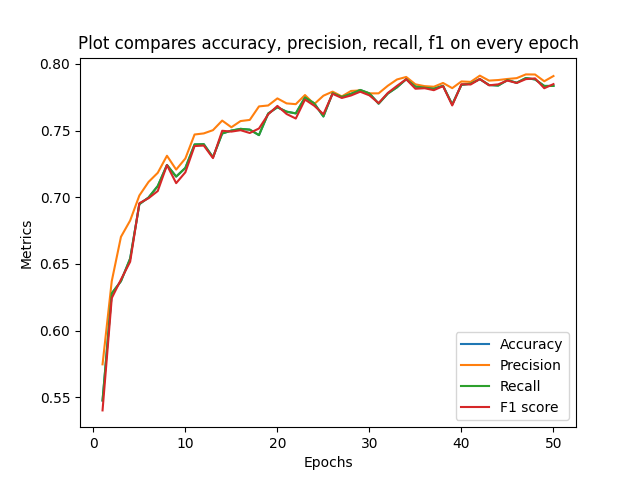 Plot compares accuracy, precision, recall, f1 on every epoch
0.80
0.75
0.70
0.65
0.60
0.55
Metrics
0
10
20
30
40
50
Epochs
Accuracy
Precision
Recall
F1 score